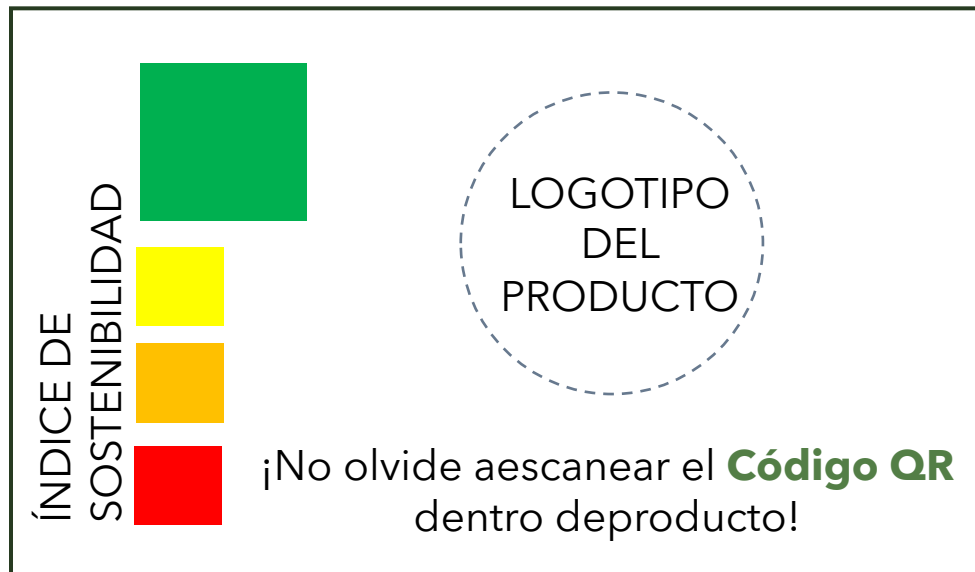 ÍNDICE DE
SOSTENIBILIDAD
LOGOTIPO
DEL
PRODUCTO
¡No olvide aescanear el Código QR
dentro deproducto!